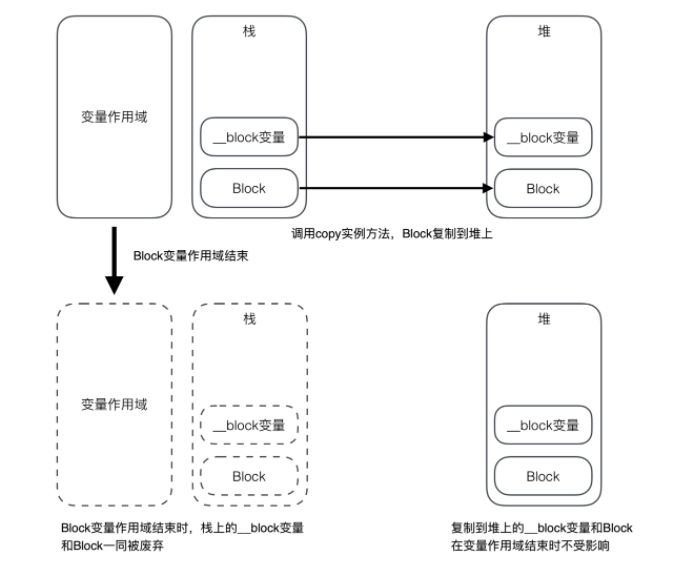 栈
堆
变量作用域
__block变量
__block变量
Block
Block
调用copy实例方法，Block复制到堆上
Block变量作用域结束
栈
堆
变量作用域
__block变量
__block变量
Block
Block
Block变量作用域结束时，栈上的__block变量
和Block一同被废弃
复制到堆上的__block变量和Block
在变量作用域结束时不受影响